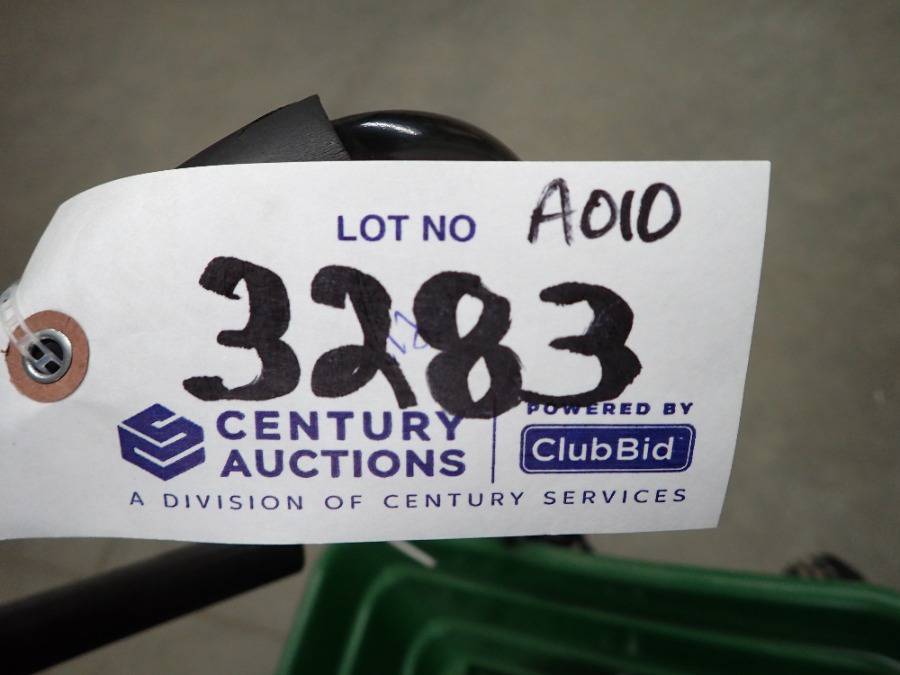 LOT NO A010
3283
CENTURY
AUCTIONS
POWERED BY
ClubBid
A DIVISION OF CENTURY SERVICES